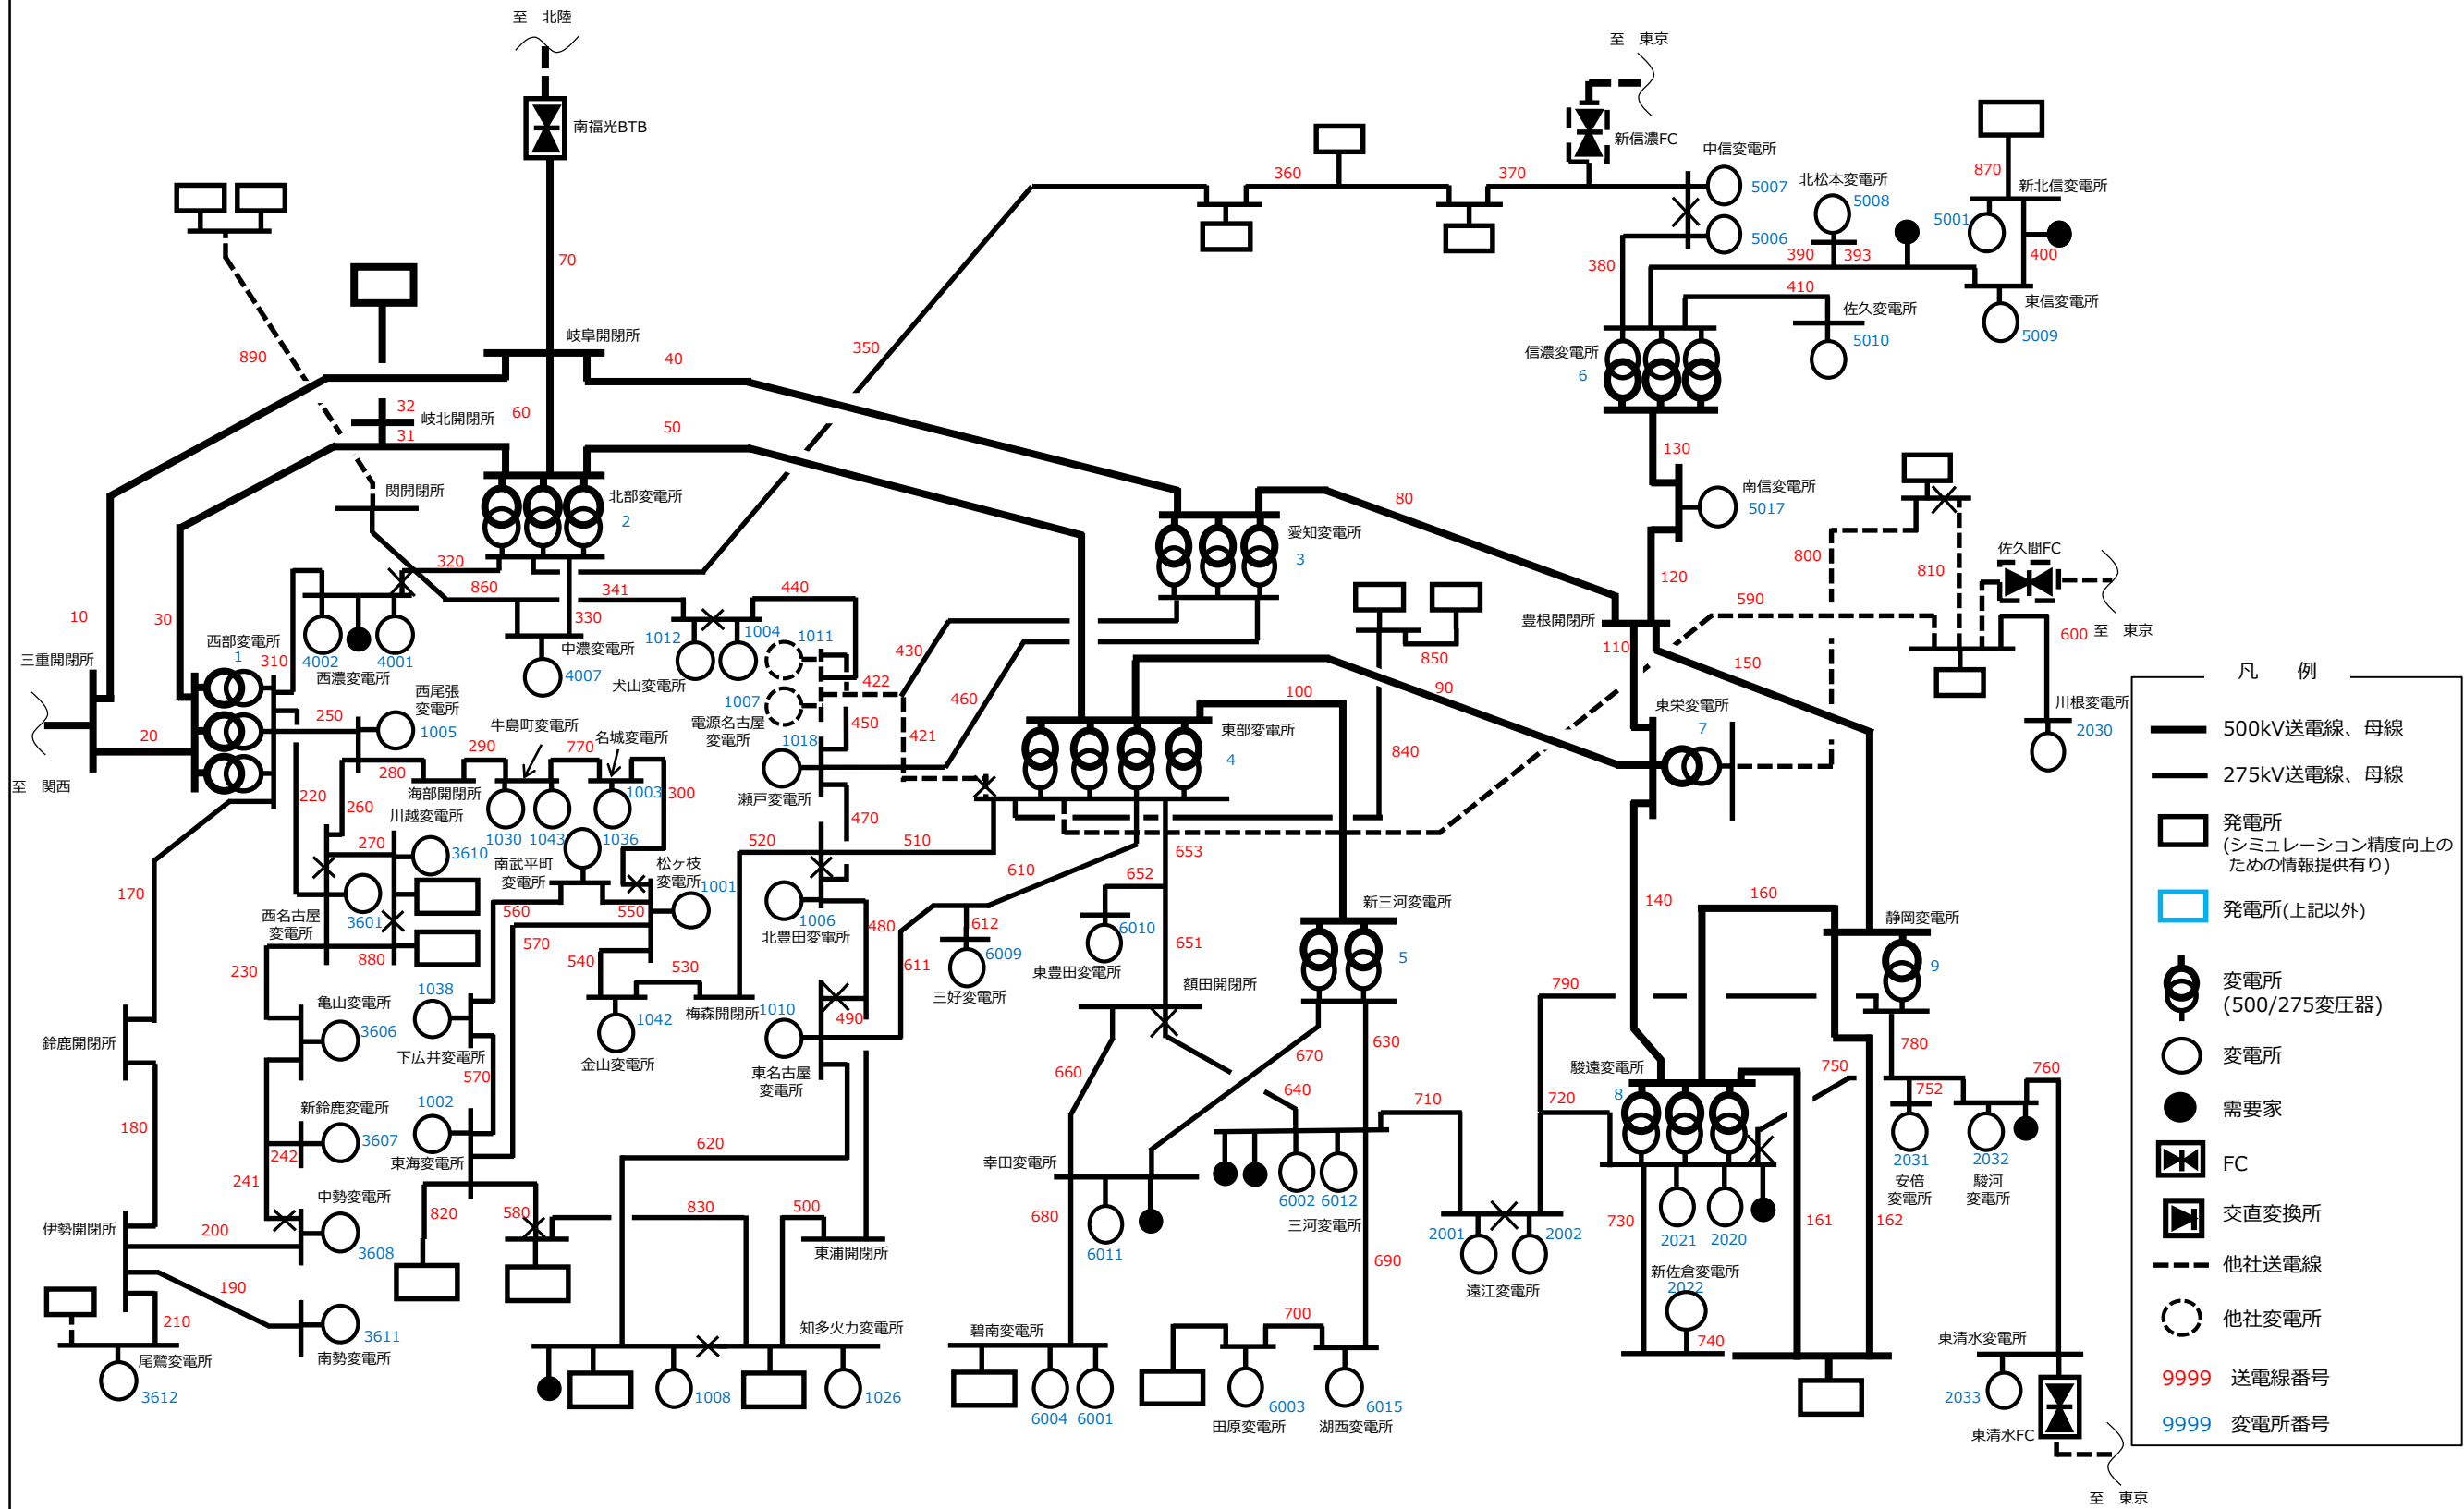 至　北陸
南福光BTB
至　東京
新信濃FC
中信変電所
5007
5006
北松本変電所
5008
870
新北信変電所
5001
400
390
393
410
東信変電所
5009
佐久変電所
5010
360
370
380
70
890
350
岐阜開閉所
40
32
岐北開閉所
31
60
50
信濃変電所
6
130
関開閉所
北部変電所
2
80
愛知変電所
3
南信変電所
5017
120
800
810
佐久間FC
590
600
至　東京
豊根開閉所
110
150
320
860
341
330
440
10
30
西部変電所
1
310
三重開閉所
4002
4001
西濃変電所
中濃変電所
4007
1012
1004
犬山変電所
1011
1007
電源名古屋
変電所
1018
422
430
450
421
460
850
90
100
東部変電所
4
840
東栄変電所
7
川根変電所
2030
西尾張
変電所
1005
250
20
至　関西
牛島町変電所
名城変電所
290
770
280
海部開閉所
1003
300
220
260
川越変電所
270
3610
1030
1043
1036
瀬戸変電所
470
520
510
610
653
652
南武平町
変電所
松ヶ枝
変電所
1001
170
西名古屋
変電所
3601
560
550
1006
北豊田変電所
480
612
6009
三好変電所
611
6010
東豊田変電所
651
新三河変電所
5
140
160
静岡変電所
9
230
880
570
540
530
梅森開閉所
額田開閉所
790
亀山変電所
3606
1038
下広井変電所
1042
金山変電所
1010
490
東名古屋
変電所
鈴鹿開閉所
570
670
630
駿遠変電所
8
750
780
760
660
640
710
720
752
180
新鈴鹿変電所
3607
242
1002
東海変電所
620
幸田変電所
6002
6012
三河変電所
2031
安倍
変電所
2032
駿河
変電所
241
中勢変電所
3608
伊勢開閉所
200
820
580
830
500
東浦開閉所
680
6011
690
2001
2002
遠江変電所
730
2021
2020
161
162
新佐倉変電所
2022
740
190
210
3611
南勢変電所
尾鷲変電所
3612
知多火力変電所
1008
1026
碧南変電所
6004
6001
700
6003
田原変電所
6015
湖西変電所
東清水変電所
2033
東清水FC
至　東京
凡　例
500kV送電線、母線
275kV送電線、母線
発電所
(シミュレーション精度向上の
ための情報提供有り)
発電所(上記以外)
変電所
(500/275変圧器)
変電所
需要家
FC
交直変換所
他社送電線
他社変電所
9999　送電線番号
9999　変電所番号